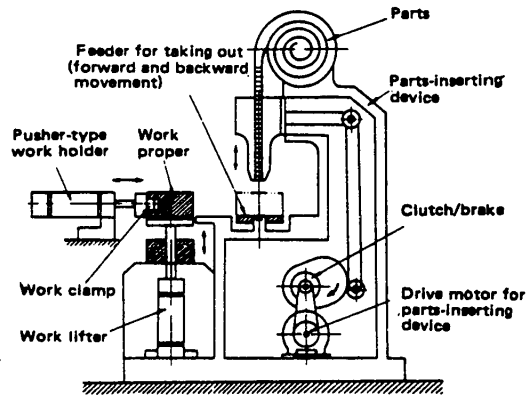 Parts
Feeder for taking out
(forward and backward
movement)
Parts-inserting
device
Pusher-type
work holder
Work
proper
Clutch/brake
Work clamp
Drive motor for
parts-inserting
device
Work lifter